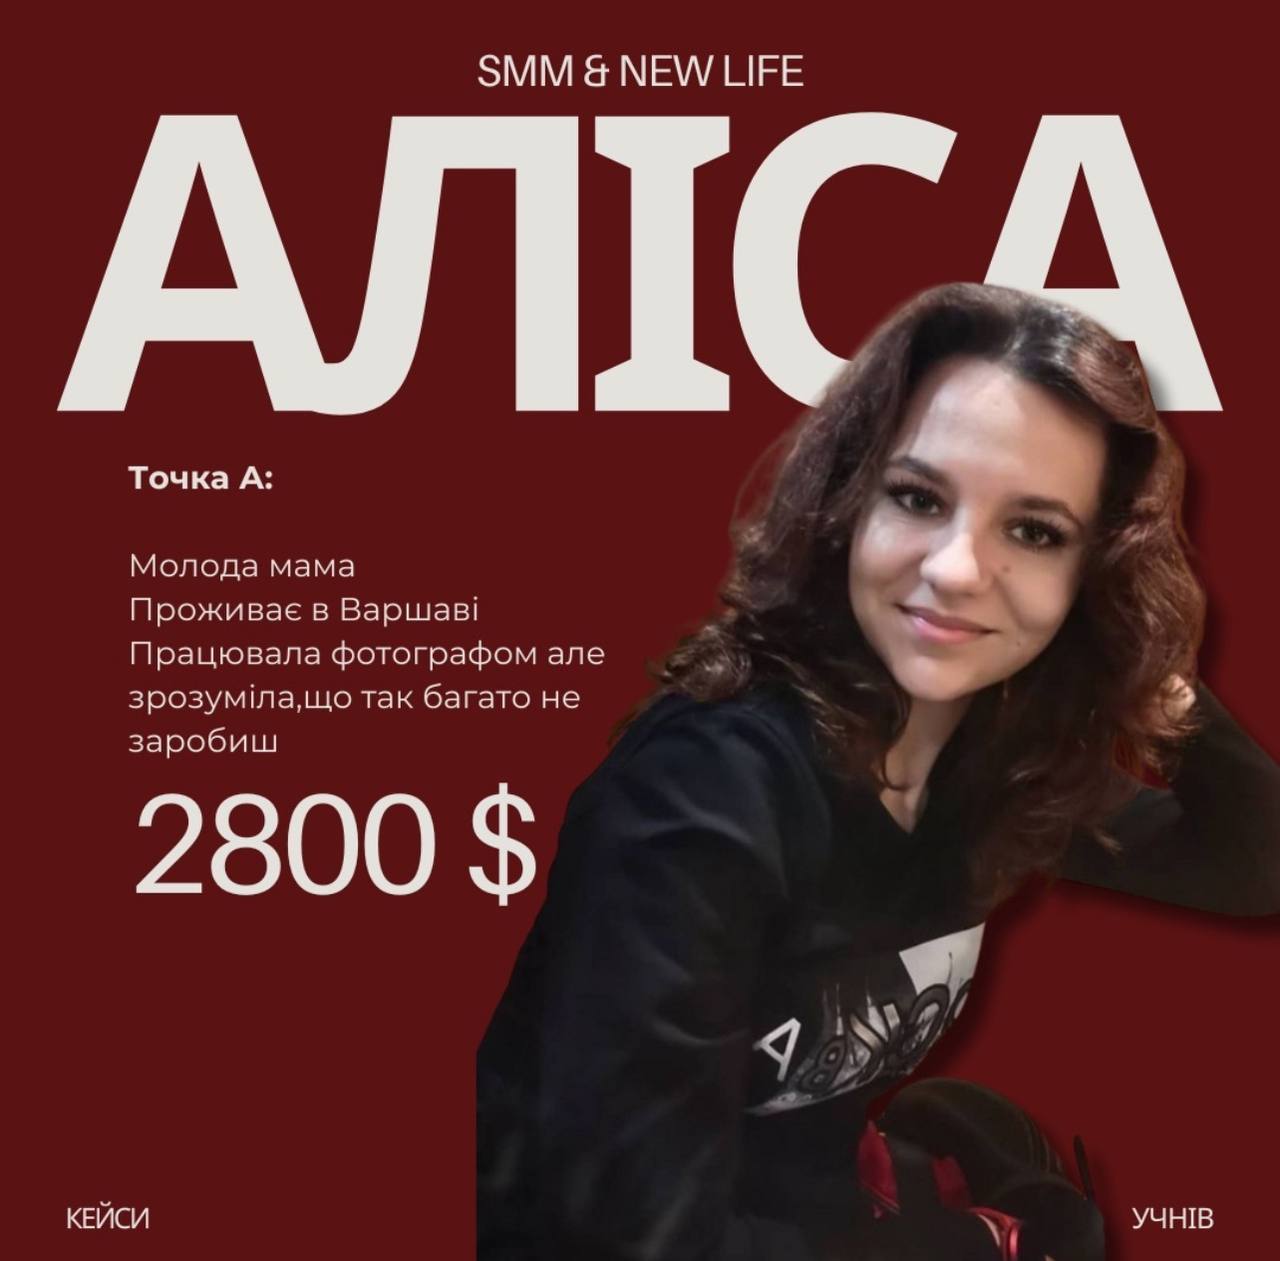 SMM & NEW LIFE
АЛІСА
Точка А:
Молода мама
Проживає в Варшаві
Працювала фотографом але
зрозуміла,що так багато не
заробиш
2800 $
КЕЙСИ
УЧНІВ